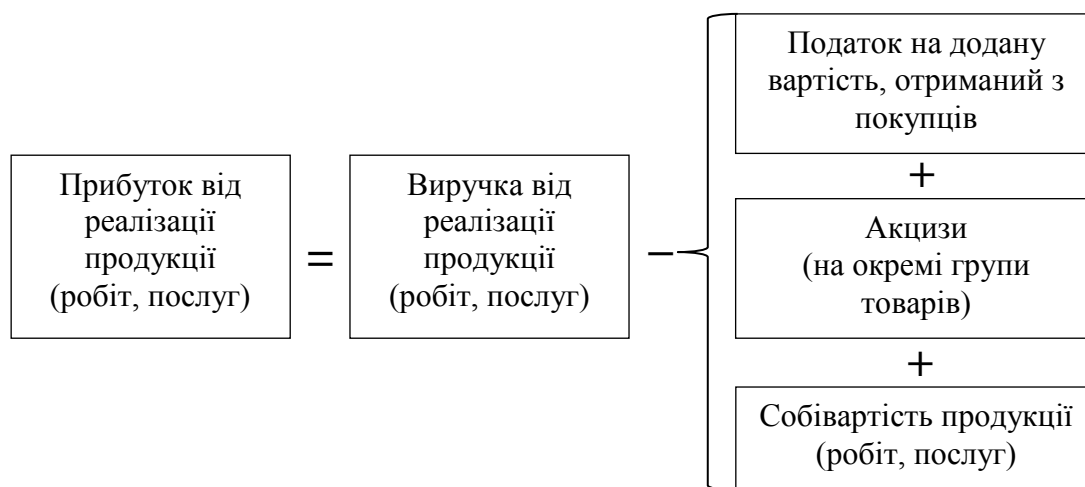 Прибуток від
реалізації
продукції
(робіт, послуг)
=
Виручка від
реалізації
продукції
(робіт, послуг)
–
Податок на додану
вартість, отриманий з
покупців
+
Акцизи
(на окремі групи
товарів)
+
Собівартість продукції
(робіт, послуг)